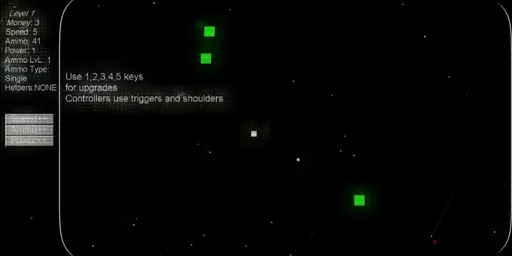 Level 1
Money: 3
Speed: 5
Ammo: 41
Power: 1
Ammo LvL: 1
Ammo Type:
Single
Helpers:NONE
Use 1,2,3,4,5 keys
for upgrades
Controllers use triggers and shoulders